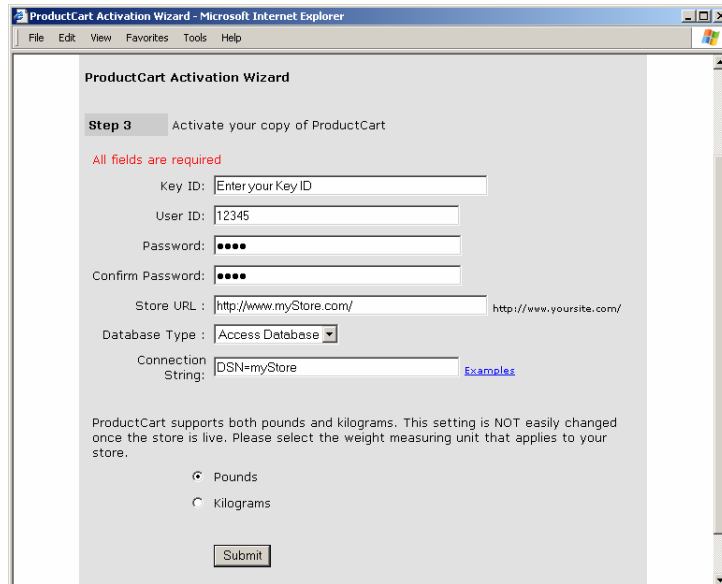 ProductCart Activation Wizard - Microsoft Internet Explorer
File Edit View Favorites Tools Help
ProductCart Activation Wizard
Step 3 Activate your copy of ProductCart
All fields are required
Key ID: Enter your Key ID
User ID: 12345
Password: ●●●●
Confirm Password: ●●●●
Store URL : http://www.myStore.com/ http://www.yoursite.com/
Database Type : Access Database
Connection
String: DSN=myStore Examples
ProductCart supports both pounds and kilograms. This setting is NOT easily changed
once the store is live. Please select the weight measuring unit that applies to your
store.
Pounds
Kilograms
Submit